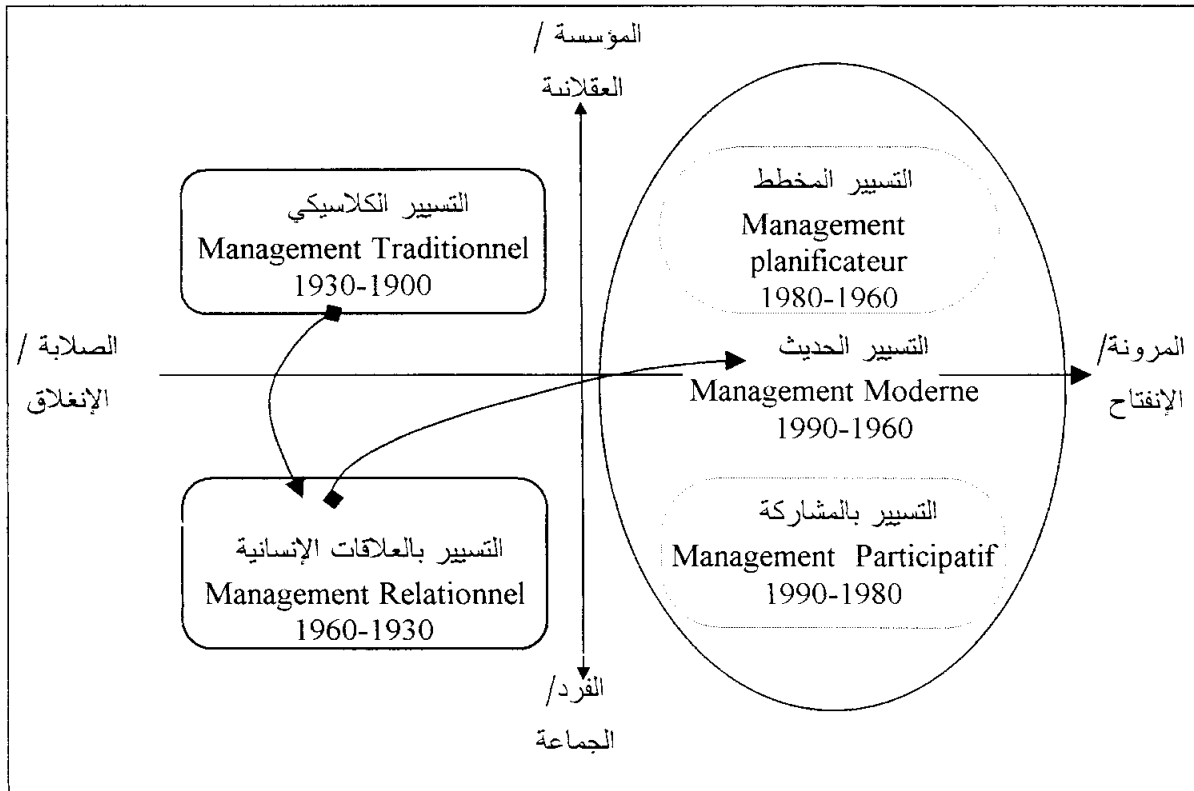 المؤسسة /
العقلانية
التسيير الكلاسيكي
Management Traditionnel
1930-1900
التسيير المخطط
Management
planificateur
1980-1960
الصلابة /
الإنغلاق
التسيير الحديث
Management Moderne
1990-1960
المرونة/
الإنفتاح
التسيير بالعلاقات الإنسانية
Management Relationnel
1960-1930
التسيير بالمشاركة
Management Participatif
1990-1980
الفرد/
الجماعة